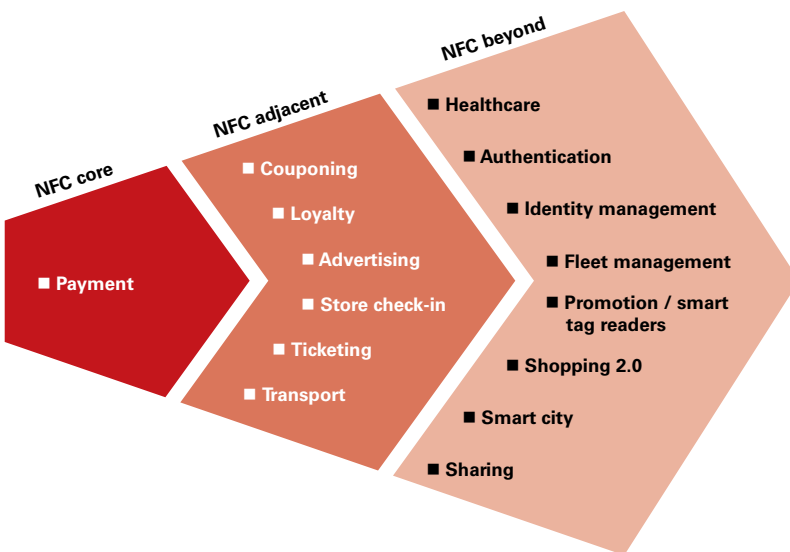 NFC core
Payment
NFC adjacent
Couponing
Loyalty
Advertising
Store check-in
Ticketing
Transport
NFC beyond
Healthcare
Authentication
Identity management
Fleet management
Promotion / smart
tag readers
Shopping 2.0
Smart city
Sharing